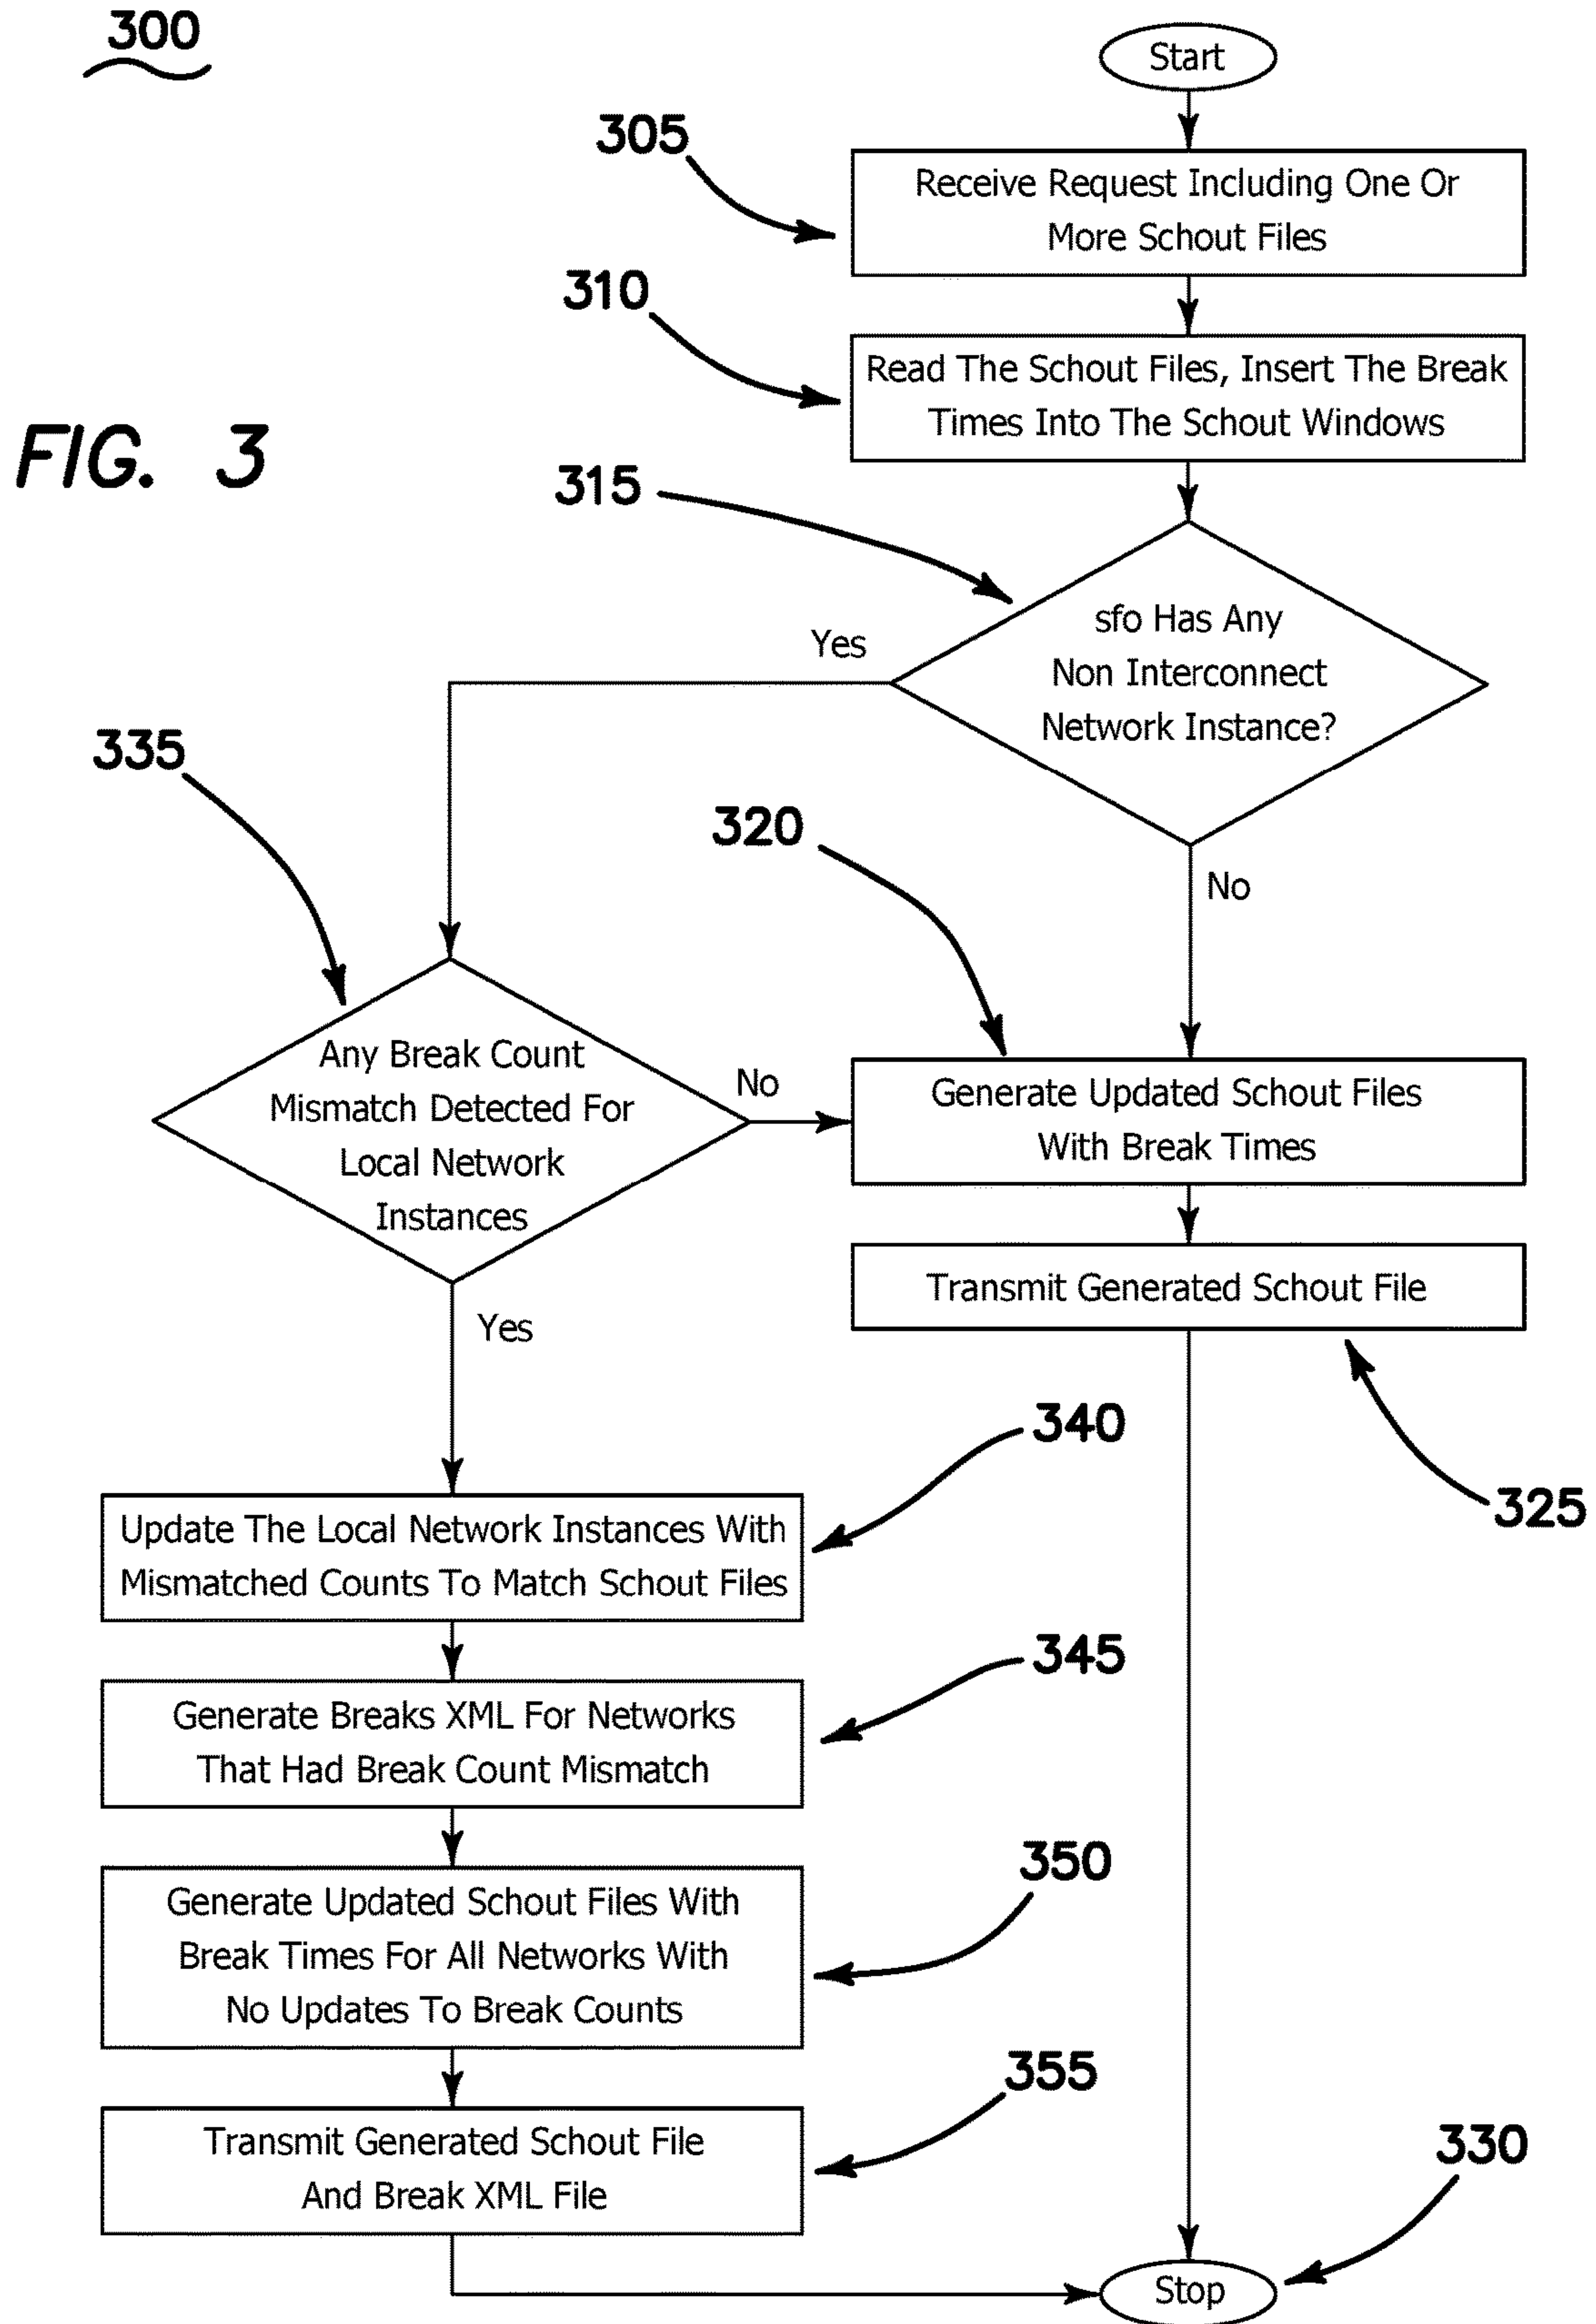 300
Start
305
Receive Request Including One Or
More Schout Files
310
Read The Schout Files, Insert The Break
Times Into The Schout Windows
FIG. 3
315
sfo Has Any
Non Interconnect
Network Instance?
Yes
335
320
No
Any Break Count
Mismatch Detected For
Local Network
Instances
No
Generate Updated Schout Files
With Break Times
Transmit Generated Schout File
Yes
340
325
Update The Local Network Instances With
Mismatched Counts To Match Schout Files
345
Generate Breaks XML For Networks
That Had Break Count Mismatch
350
Generate Updated Schout Files With
Break Times For All Networks With
No Updates To Break Counts
355
Transmit Generated Schout File
And Break XML File
330
Stop